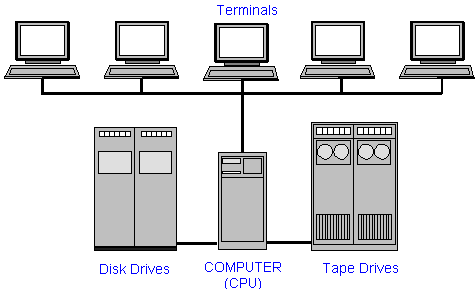 Terminals
Disk Drives
COMPUTER
(CPU)
Tape Drives